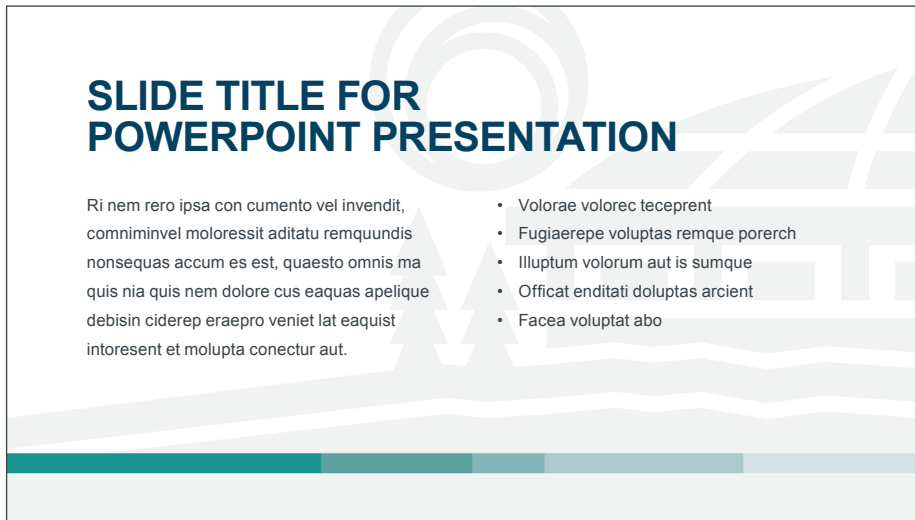 SLIDE TITLE FOR
POWERPOINT PRESENTATION
Ri nem rero ipsa con cumento vel invendit,
comniminvel moloressit aditatu remquundis
nonsequas accum es est, quaesto omnis ma
quis nia quis nem dolore cus eaquas apelique
debisin ciderep eraepro veniet lat eaquist
intoresent et molupta conectur aut.
• Volorae volorec teceprent
• Fugiaerepe voluptas remque porerch
• Illuptum volorum aut is sumque
• Officat enditati doluptas arcient
• Facea voluptat abo